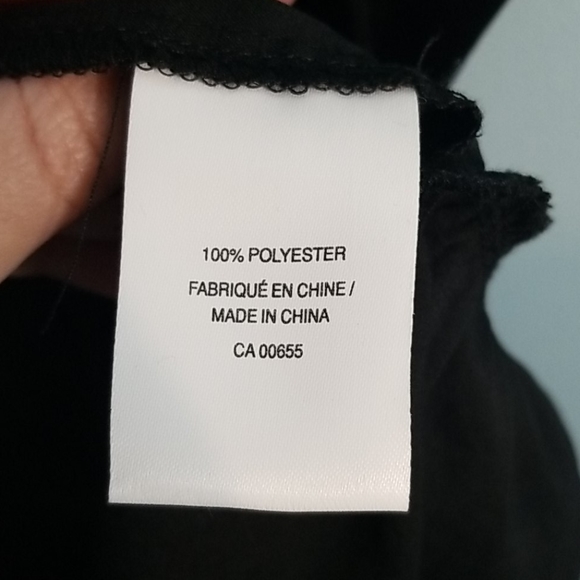 100% POLYESTER
FABRIQUÉ EN CHINE /
MADE IN CHINA
CA 00655